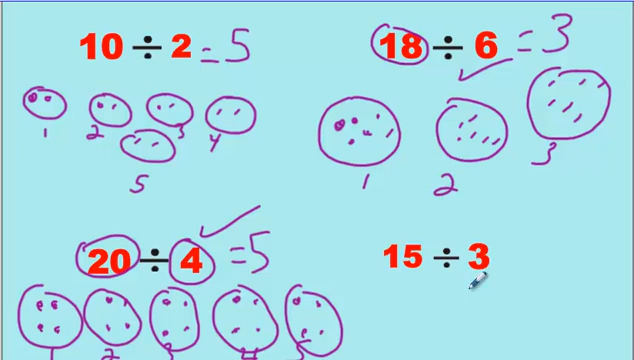 10 ÷ 2 = 5
1 2 3 4
5
18 ÷ 6 = 3
1 2 3
20 ÷ 4 = 5
1 2 3 4 5
15 ÷ 3